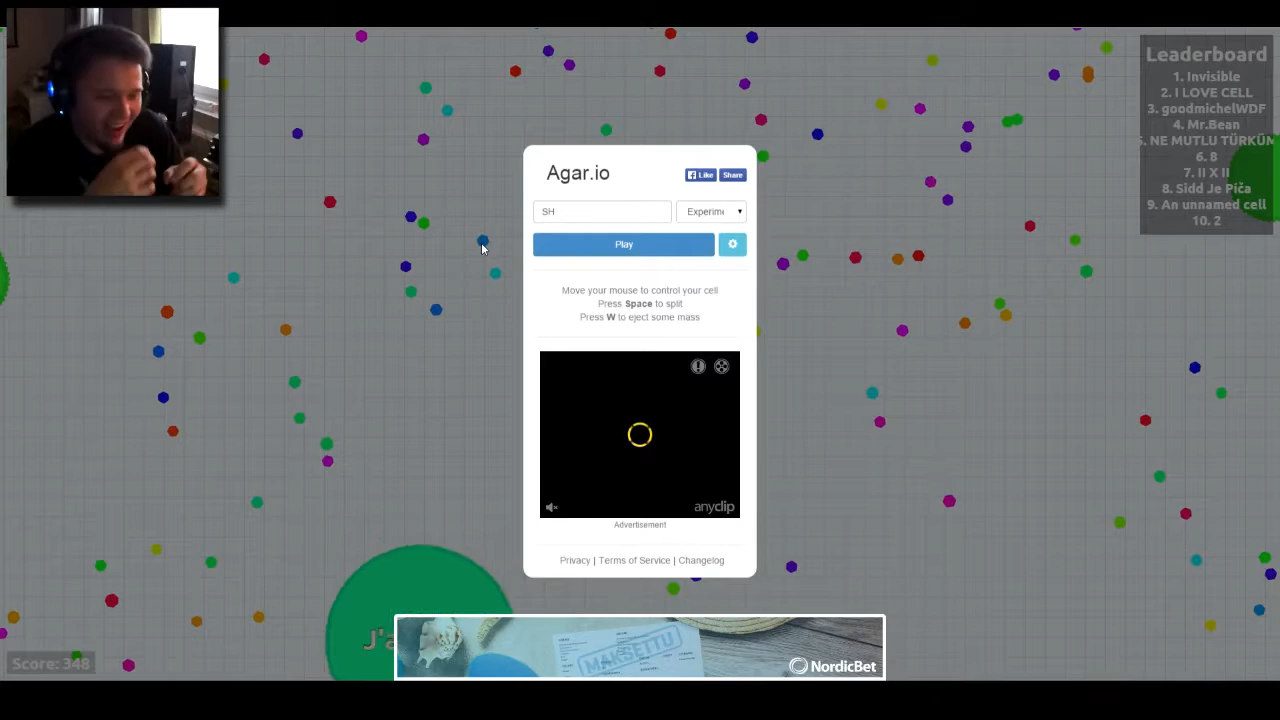 Leaderboard
1. Invisible
2. I LOVE CELL
3. goodmichelWDF
4. Mr.Bean
5. NE MUTLU TÜRKÜM
6. 8
7. II X II
8. Sidd Je Piča
9. An unnamed cell
10. 2
Agar.io
Like
Share
SH
Experime
Play
Move your mouse to control your cell
Press Space to split
Press W to eject some mass
anyclip
Advertisement
Privacy | Terms of Service | Changelog
J'a
MAKSETTU
NordicBet
Score: 348